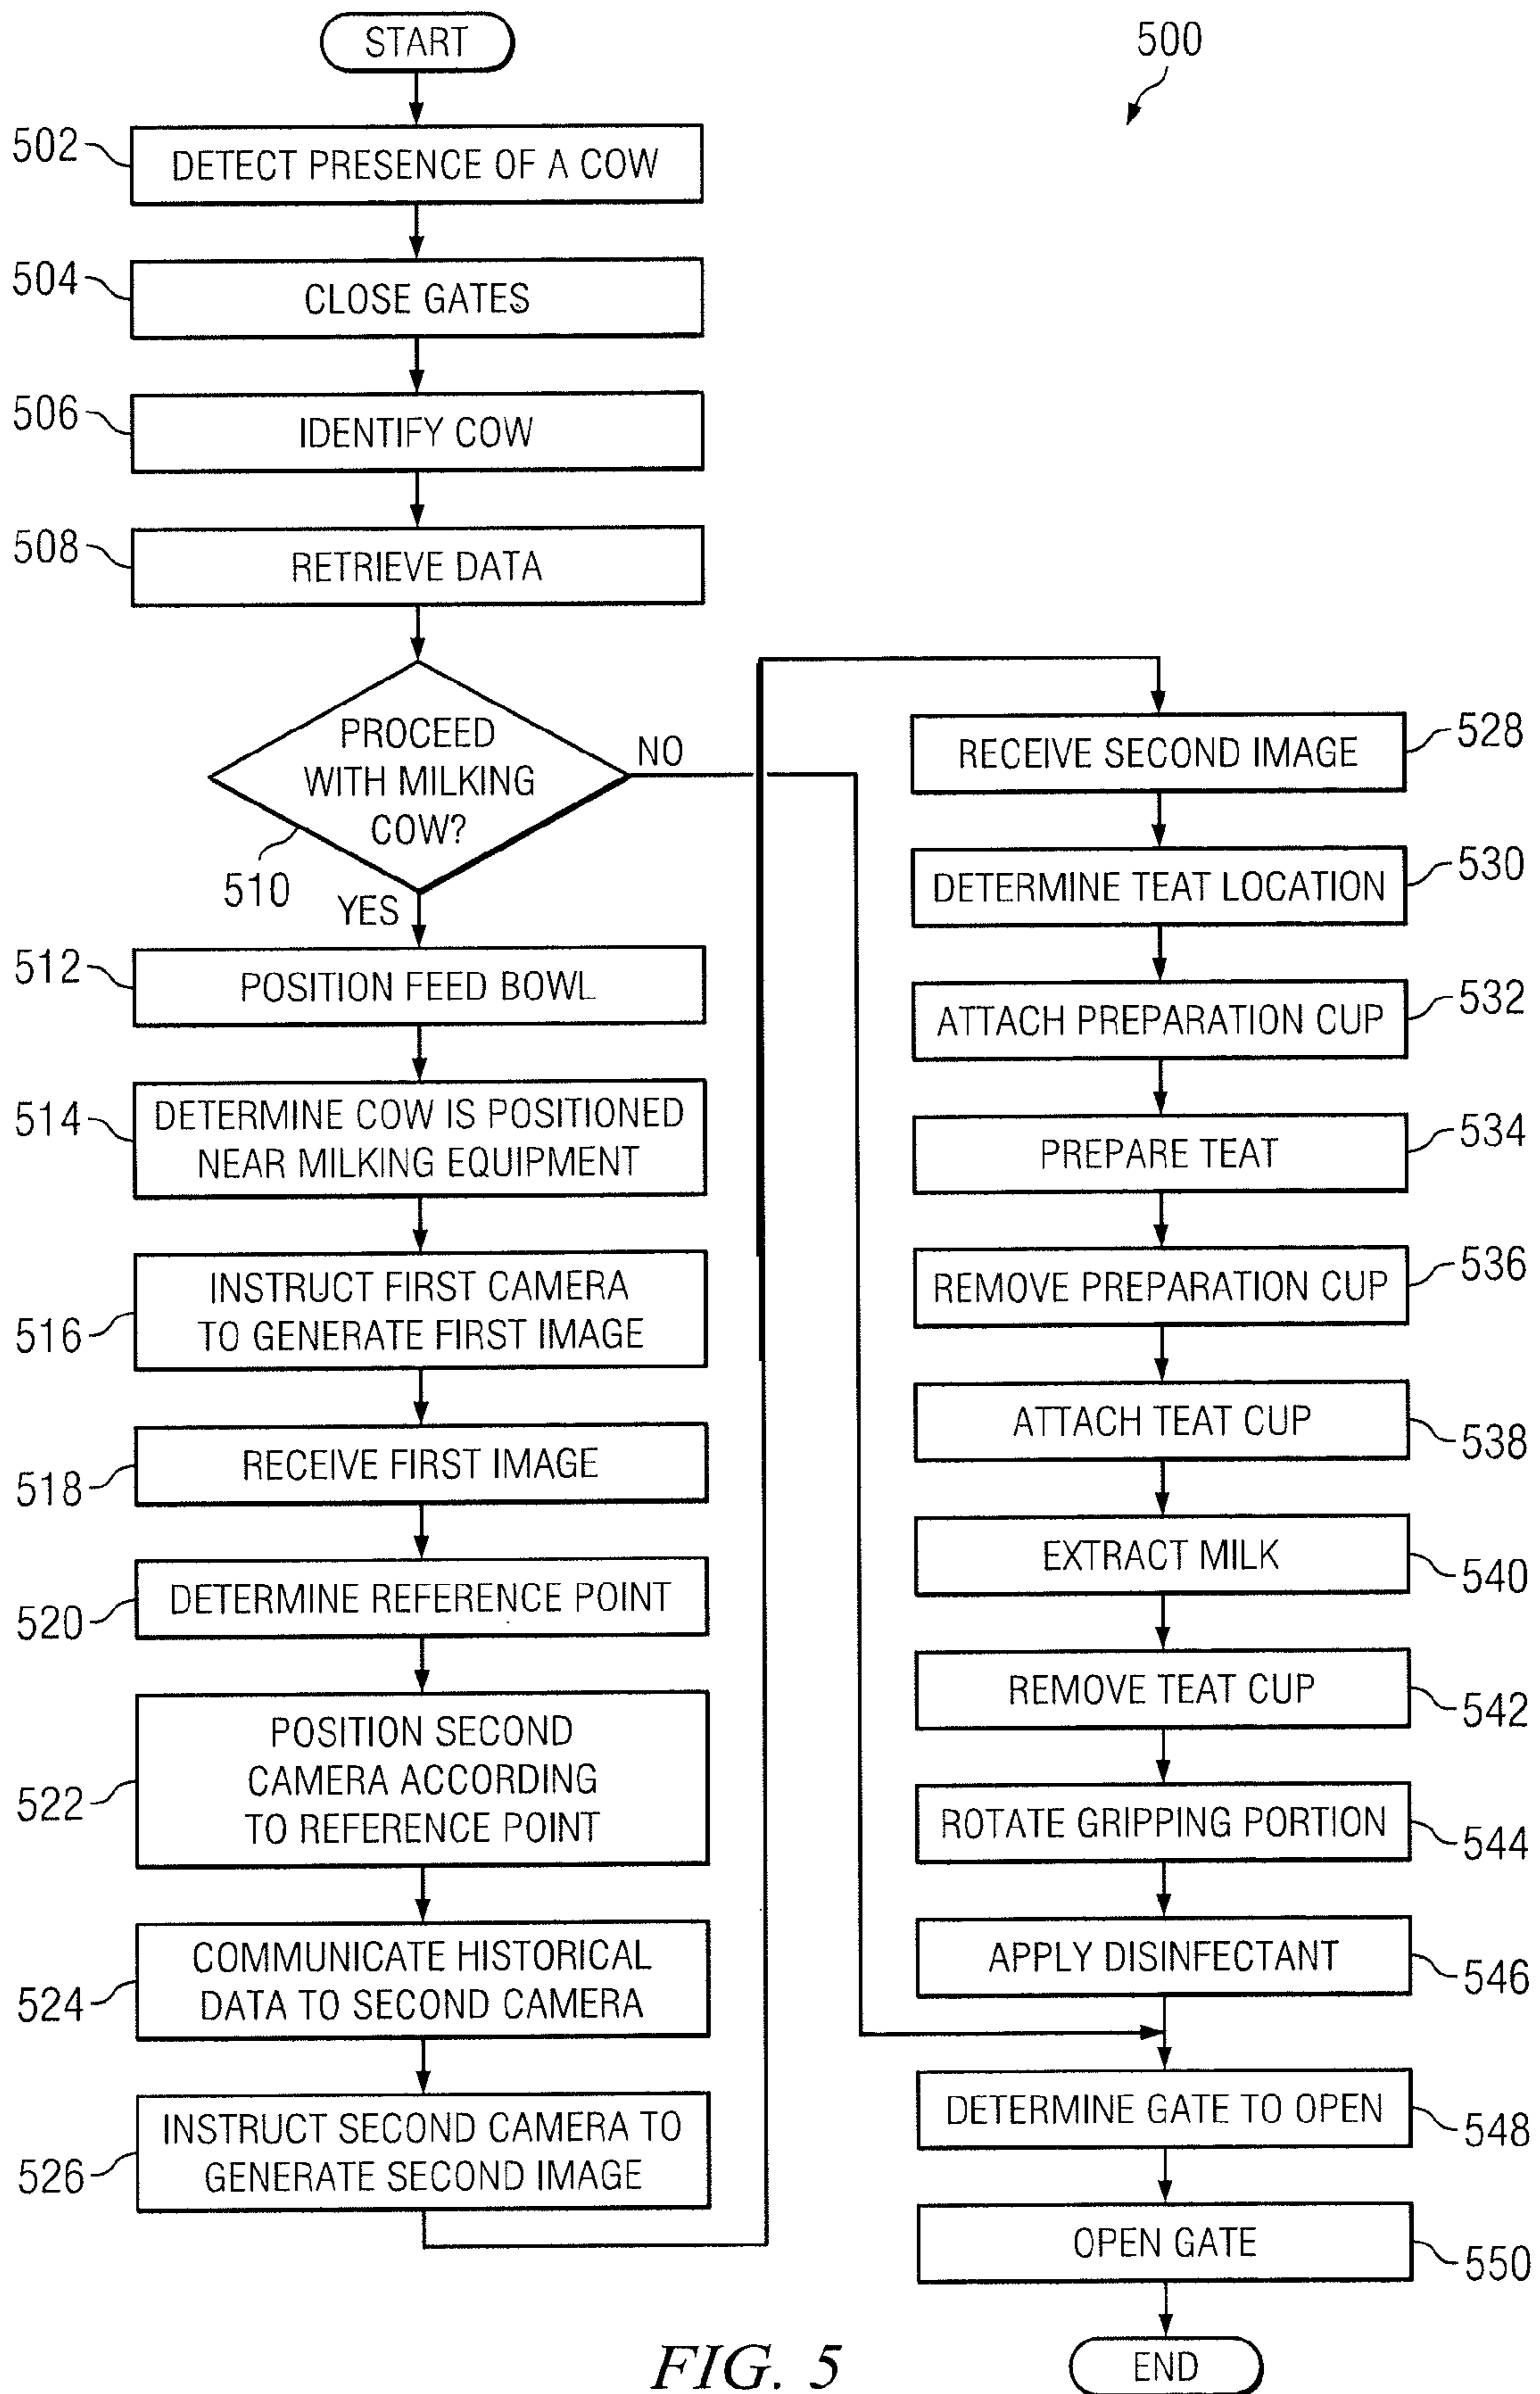 START
500
502
DETECT PRESENCE OF A COW
504
CLOSE GATES
506
IDENTIFY COW
508
RETRIEVE DATA
PROCEED
WITH MILKING
COW?
NO
510
YES
512
POSITION FEED BOWL
514
DETERMINE COW IS POSITIONED
NEAR MILKING EQUIPMENT
516
INSTRUCT FIRST CAMERA
TO GENERATE FIRST IMAGE
518
RECEIVE FIRST IMAGE
520
DETERMINE REFERENCE POINT
522
POSITION SECOND
CAMERA ACCORDING
TO REFERENCE POINT
524
COMMUNICATE HISTORICAL
DATA TO SECOND CAMERA
526
INSTRUCT SECOND CAMERA TO
GENERATE SECOND IMAGE
RECEIVE SECOND IMAGE
528
DETERMINE TEAT LOCATION
530
ATTACH PREPARATION CUP
532
PREPARE TEAT
534
REMOVE PREPARATION CUP
536
ATTACH TEAT CUP
538
EXTRACT MILK
540
REMOVE TEAT CUP
542
ROTATE GRIPPING PORTION
544
APPLY DISINFECTANT
546
DETERMINE GATE TO OPEN
548
OPEN GATE
550
END
FIG. 5